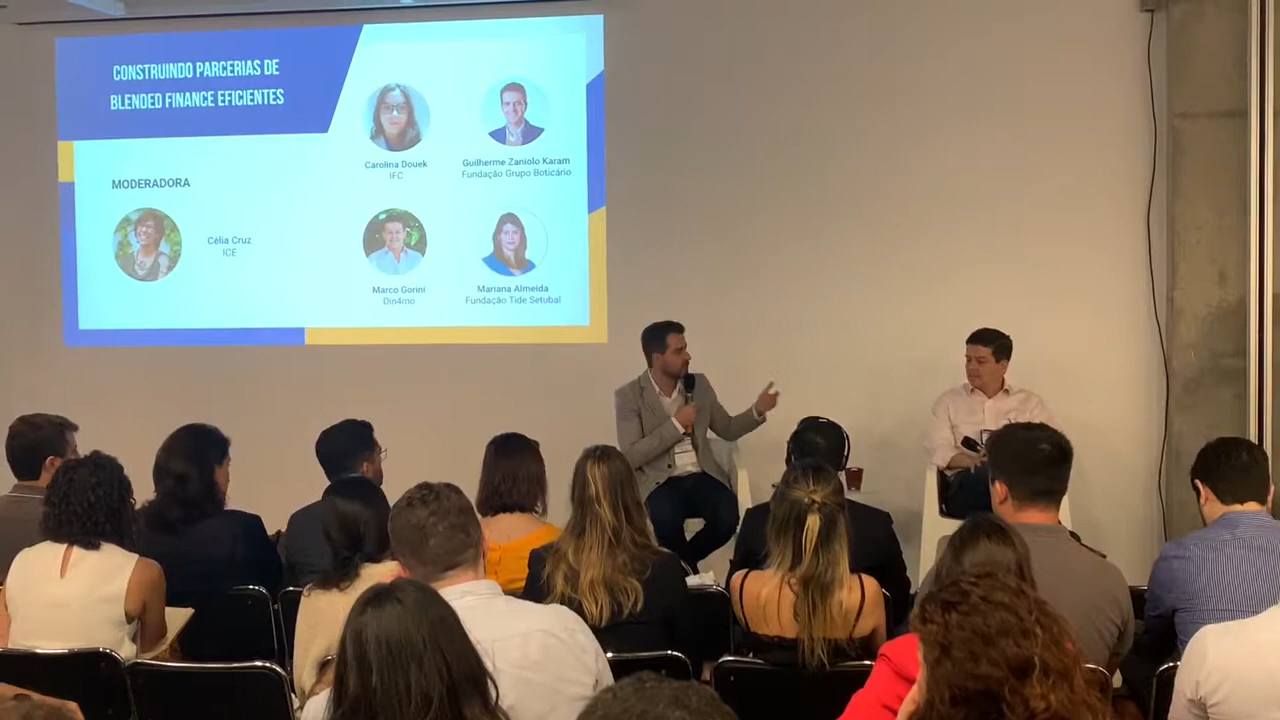 CONSTRUINDO PARCERIAS DE
BLENDED FINANCE EFICIENTES
MODERADORA
Célia Cruz
ICE
Carolina Douek
IFC
Guilherme Zaniolo Karam
Fundação Grupo Boticário
Marco Gorini
Din4mo
Mariana Almeida
Fundação Tide Setubal